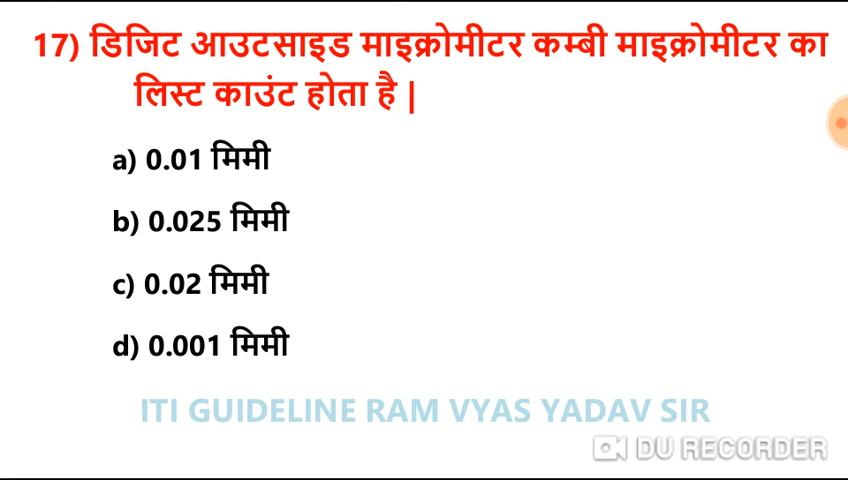 17) डिजिट आउटसाइड माइक्रोमीटर कम्बी माइक्रोमीटर का
लिस्ट काउंट होता है |
a) 0.01 मिमी
b) 0.025 मिमी
c) 0.02 मिमी
d) 0.001 मिमी
ITI GUIDELINE RAM VYAS YADAV SIR
DU RECORDER